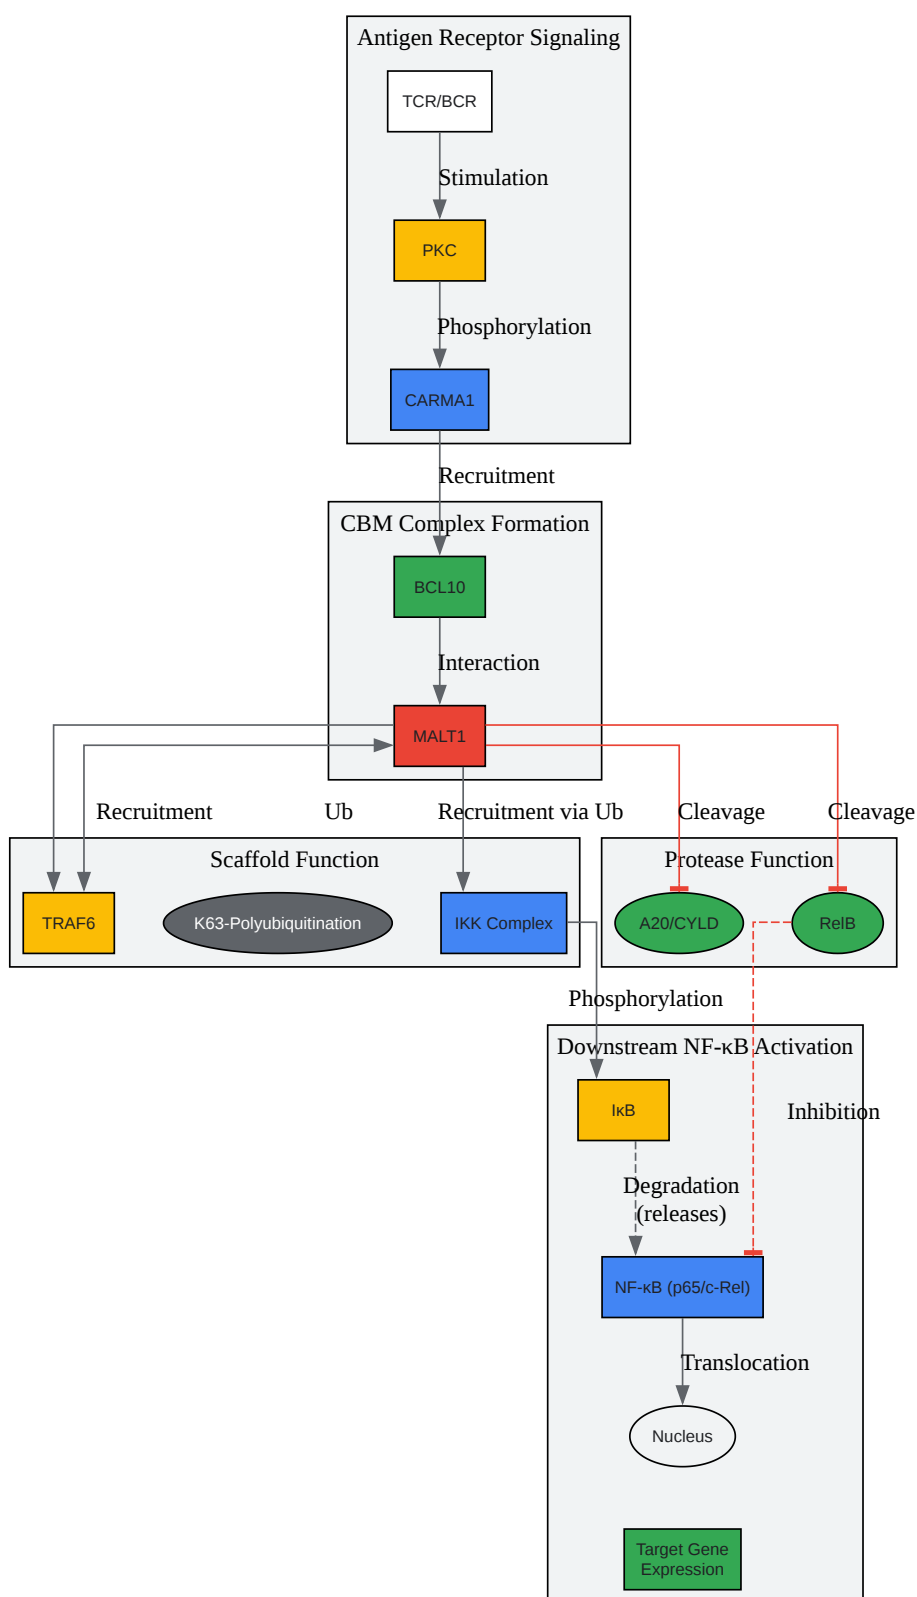 Antigen Receptor Signaling
TCR/BCR
Stimulation
PKC
Phosphorylation
CARMA1
Recruitment
CBM Complex Formation
BCL10
Interaction
MALT1
Recruitment
Ub
Recruitment via Ub
Cleavage
Cleavage
Scaffold Function
Protease Function
TRAF6
K63-Polyubiquitination
IKK Complex
A20/CYLD
RelB
Phosphorylation
Downstream NF-κB Activation
IκB
Inhibition
Degradation
(releases)
NF-κB (p65/c-Rel)
Translocation
Nucleus
Target Gene
Expression